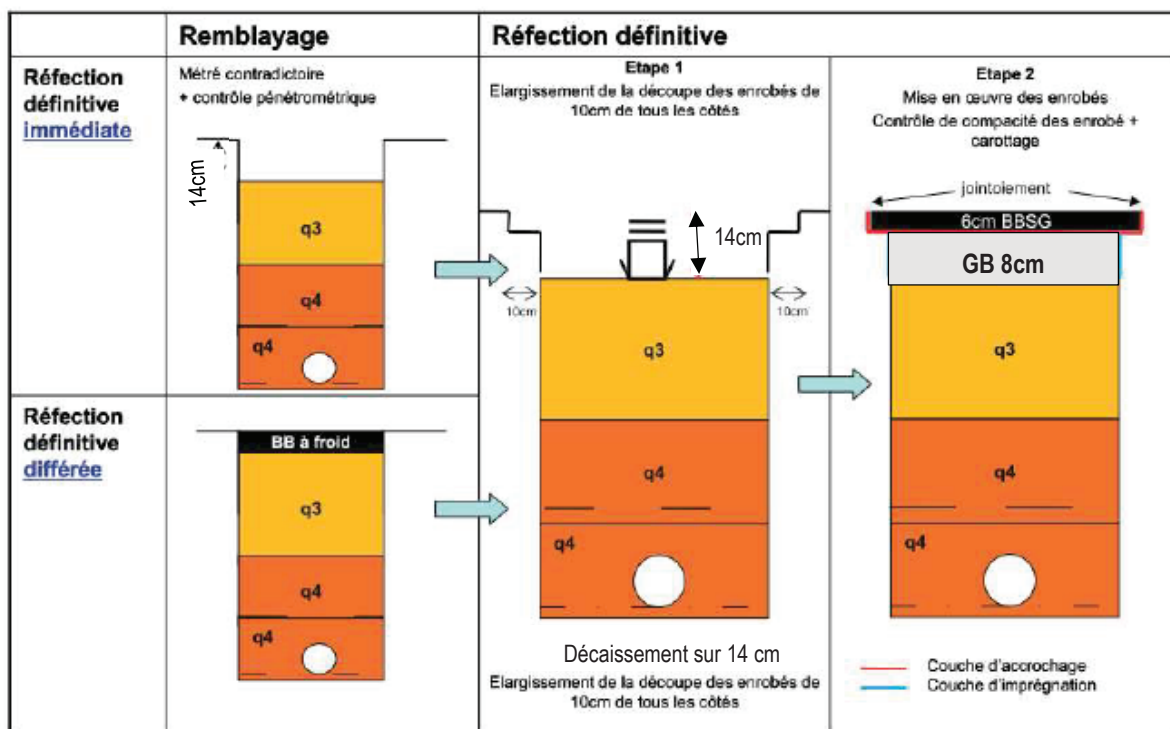 Remblayage
Réfection définitive
Réfection
définitive
immédiate
Métré contradictoire
+ contrôle pénétrométrique
14cm
q3
q4
q4
Etape 1
Elargissement de la découpe des enrobés de
10cm de tous les côtés
14cm
10cm
10cm
q3
q4
q4
Décaissement sur 14 cm
Elargissement de la découpe des enrobés de
10cm de tous les côtés
Etape 2
Mise en œuvre des enrobés
Contrôle de compacité des enrobé +
carottage
jointoiement
6cm BBSG
GB 8cm
q3
q4
q4
Couche d'accrochage
Couche d'imprégnation
Réfection
définitive
différée
BB à froid
q3
q4
q4